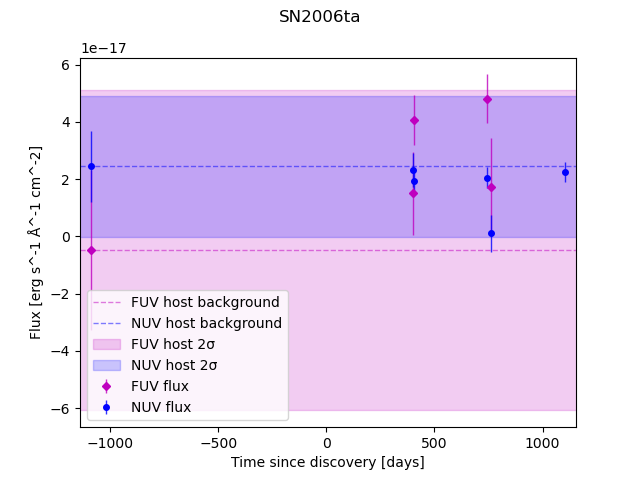 SN2006ta
1e−17
6
4
2
0
−2
−4
−6
Flux [erg s^-1 Å^-1 cm^-2]
FUV host background
NUV host background
FUV host 2σ
NUV host 2σ
FUV flux
NUV flux
−1000 −500 0 500 1000
Time since discovery [days]